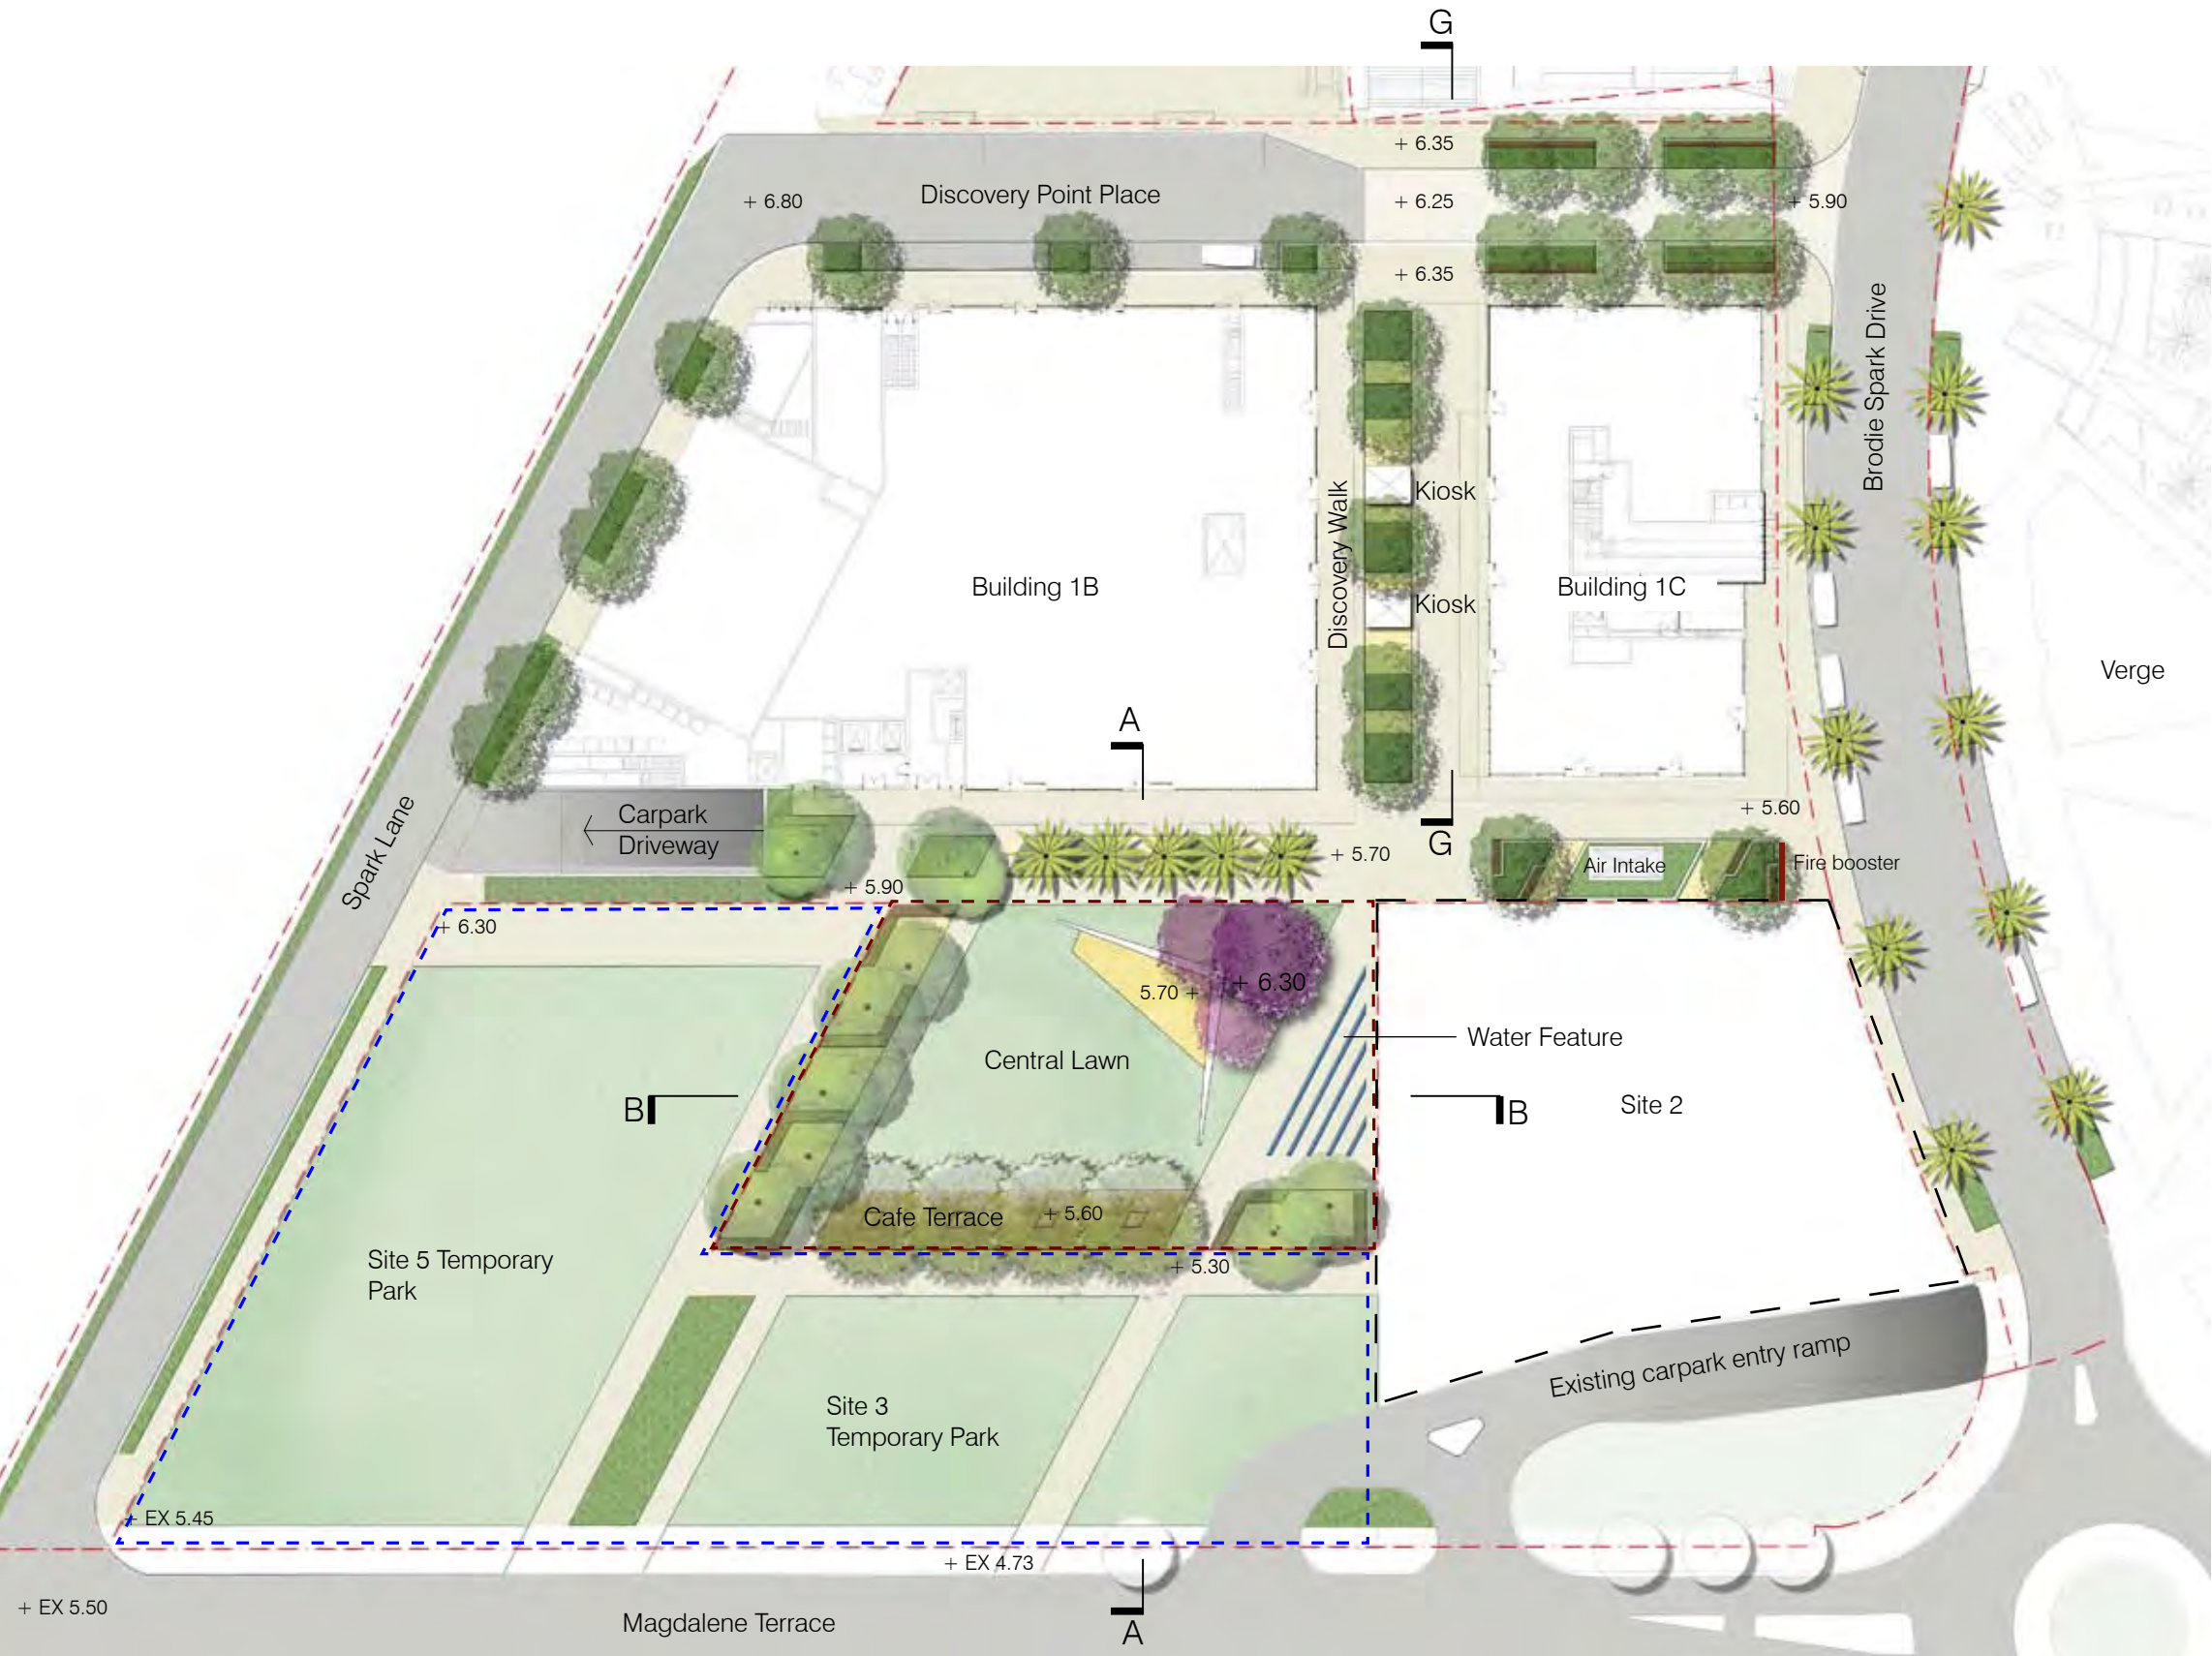 G
+ 6.35
Discovery Point Place
+ 6.80
+ 6.25
+ 5.90
+ 6.35
Brodie Spark Drive
Discovery Walk
Kiosk
Building 1B
Building 1C
Kiosk
Verge
A
Spark Lane
Carpark
Driveway
+ 5.60
G
+ 5.70
Air Intake
Fire booster
+ 5.90
+ 6.30
5.70 +
+ 6.30
Water Feature
Central Lawn
B
B
Site 2
Cafe Terrace
+ 5.60
Site 5 Temporary
Park
+ 5.30
Existing carpark entry ramp
Site 3
Temporary Park
+ EX 5.45
+ EX 4.73
+ EX 5.50
Magdalene Terrace
A